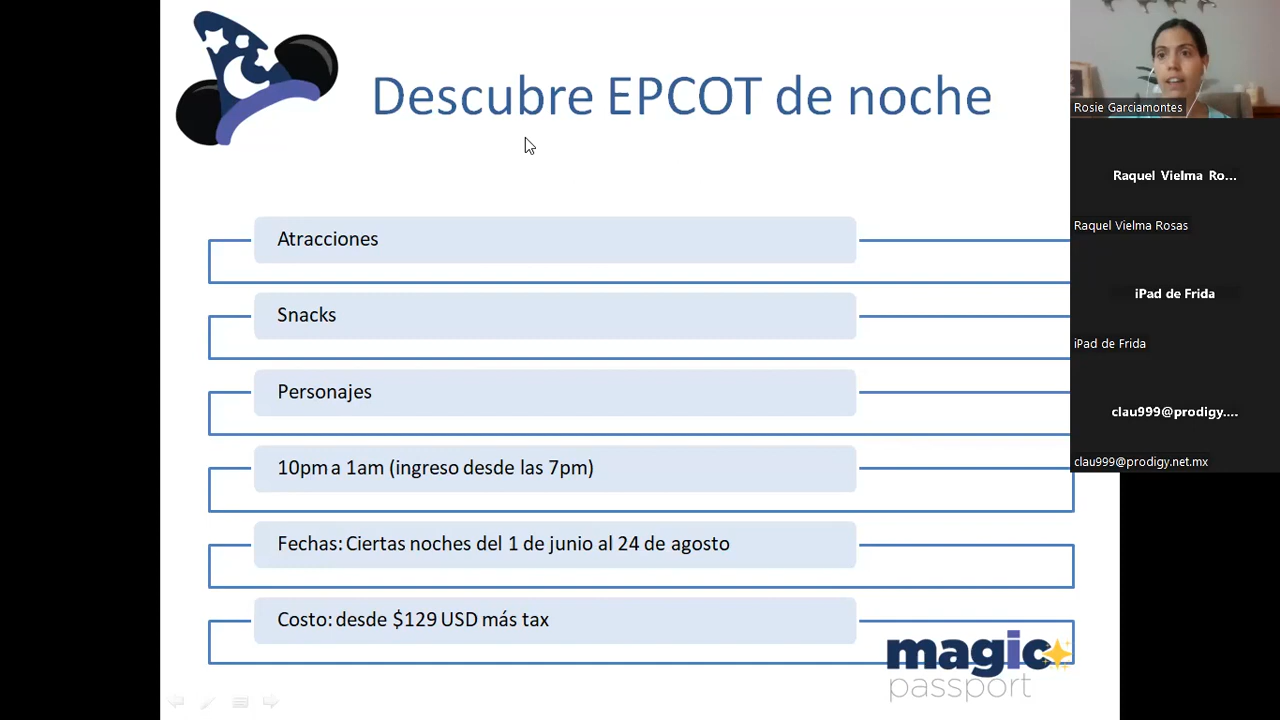 Descubre EPCOT de noche
Atracciones
Snacks
Personajes
10pm a 1am (ingreso desde las 7pm)
Fechas: Ciertas noches del 1 de junio al 24 de agosto
Costo: desde $129 USD más tax
magic
passport
Rosie Garciamontes
Raquel Vielma Ro...
Raquel Vielma Rosas
iPad de Frida
iPad de Frida
clau999@prodigy....
clau999@prodigy.net.mx